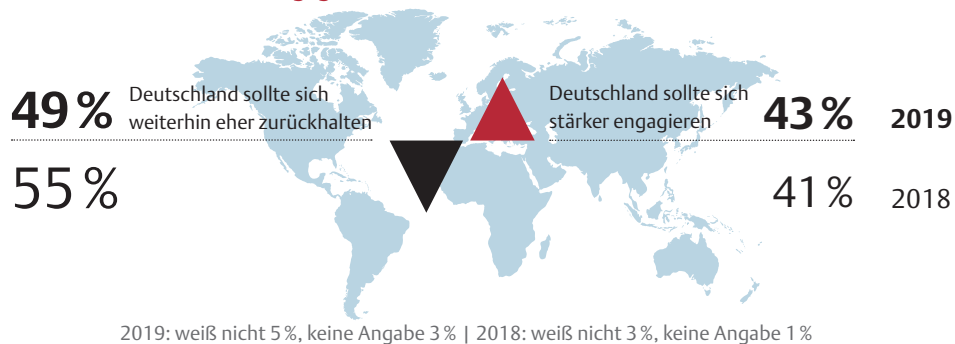 49 % Deutschland sollte sich weiterhin eher zurückhalten
Deutschland sollte sich stärker engagieren 43 % 2019
55 % 41 % 2018
2019: weiß nicht 5 %, keine Angabe 3 % | 2018: weiß nicht 3 %, keine Angabe 1 %